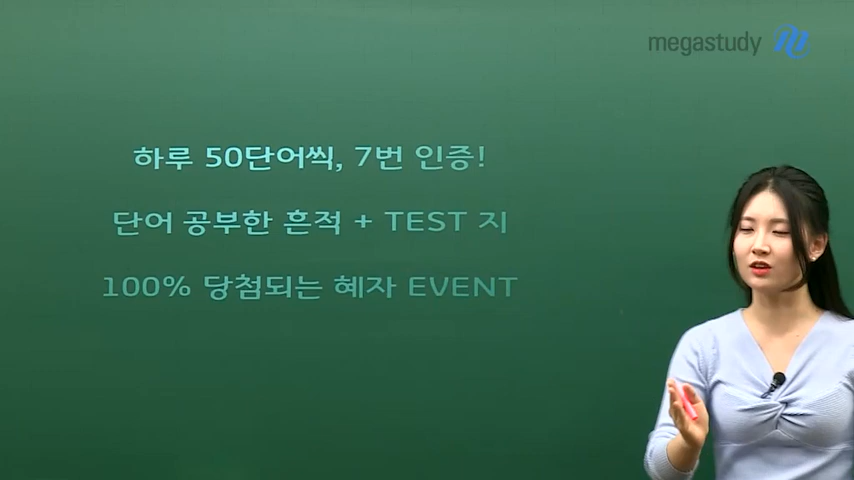 megastudy
하루 50단어씩, 7번 인증!
단어 공부한 흔적 + TEST 지
100% 당첨되는 혜자 EVENT